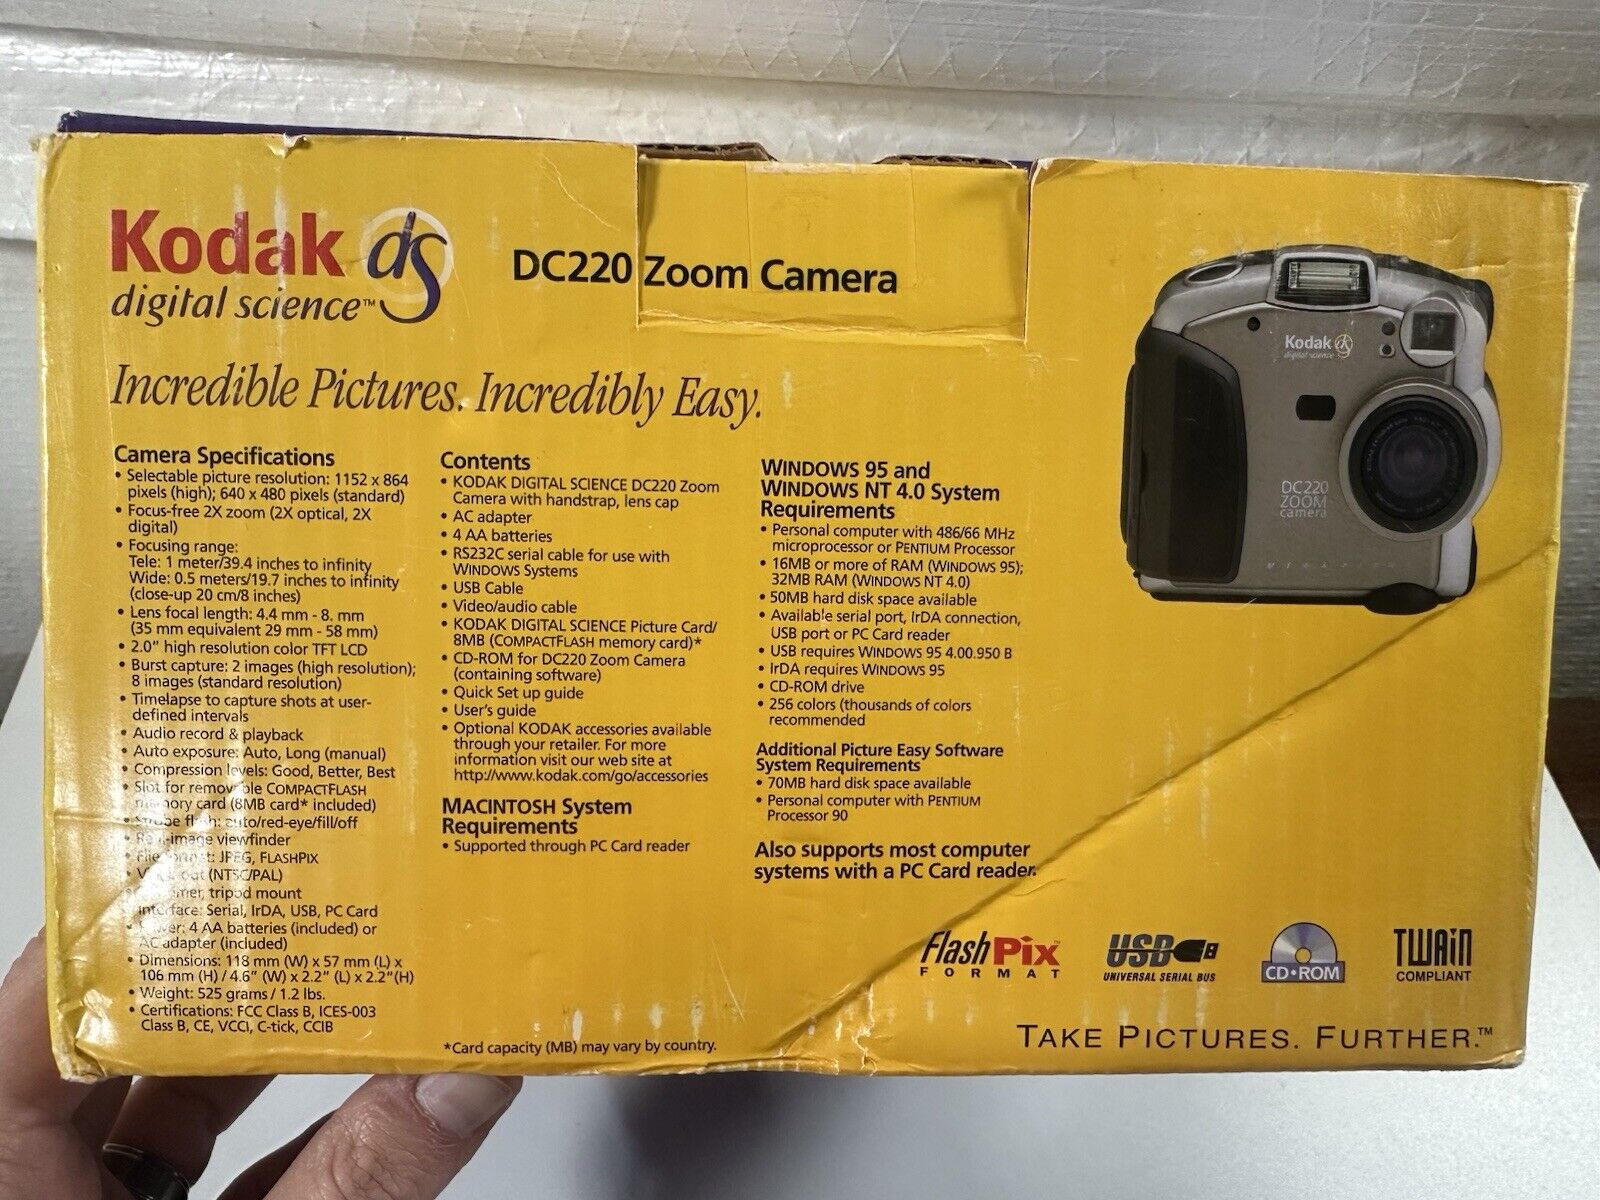 Kodak ds
digital science™
DC220 Zoom Camera
Incredible Pictures. Incredibly Easy.
Camera Specifications
• Selectable picture resolution: 1152 x 864
pixels (high); 640 x 480 pixels (standard)
• Focus-free 2X zoom (2X optical, 2X
digital)
• Focusing range:
Tele: 1 meter/39.4 inches to infinity
Wide: 0.5 meters/19.7 inches to infinity
(close-up 20 cm/8 inches)
• Lens focal length: 4.4 mm - 8. mm
(35 mm equivalent 29 mm - 58 mm)
• 2.0" high resolution color TFT LCD
• Burst capture: 2 images (high resolution);
8 images (standard resolution)
• Timelapse to capture shots at user-
defined intervals
• Audio record & playback
• Auto exposure: Auto, Long (manual)
• Compression levels: Good, Better, Best
• Slot for removable COMPACTFLASH
memory card (8MB card* included)
• Strobe flash: auto/red-eye/fill/off
• Real-image viewfinder
• File format: JPEG, FLASHPIX
• Video out (NTSC/PAL)
• tripod mount
• Interface: Serial, IrDA, USB, PC Card
• Power: 4 AA batteries (included) or
AC adapter (included)
• Dimensions: 118 mm (W) x 57 mm (L) x
106 mm (H) / 4.6" (W) x 2.2" (L) x 2.2"(H)
• Weight: 525 grams / 1.2 lbs.
• Certifications: FCC Class B, ICES-003
Class B, CE, VCCI, C-tick, CCIB
Contents
• KODAK DIGITAL SCIENCE DC220 Zoom
Camera with handstrap, lens cap
• AC adapter
• 4 AA batteries
• RS232C serial cable for use with
WINDOWS Systems
• USB Cable
• Video/audio cable
• KODAK DIGITAL SCIENCE Picture Card/
8MB (COMPACTFLASH memory card)*
• CD-ROM for DC220 Zoom Camera
(containing software)
• Quick Set up guide
• User's guide
• Optional KODAK accessories available
through your retailer. For more
information visit our web site at
http://www.kodak.com/go/accessories
MACINTOSH System
Requirements
• Supported through PC Card reader
*Card capacity (MB) may vary by country.
WINDOWS 95 and
WINDOWS NT 4.0 System
Requirements
• Personal computer with 486/66 MHz
microprocessor or PENTIUM Processor
• 16MB or more of RAM (WINDOWS 95);
32MB RAM (WINDOWS NT 4.0)
• 50MB hard disk space available
• Available serial port, IrDA connection,
USB port or PC Card reader
• USB requires WINDOWS 95 4.00.950 B
• IrDA requires WINDOWS 95
• CD-ROM drive
• 256 colors (thousands of colors
recommended
Additional Picture Easy Software
System Requirements
• 70MB hard disk space available
• Personal computer with PENTIUM
Processor 90
Also supports most computer
systems with a PC Card reader.
Kodak ds
digital science
DC220
ZOOM
camera
FlashPix™
FORMAT
USB
UNIVERSAL SERIAL BUS
CD•ROM
TWAIN
COMPLIANT
TAKE PICTURES. FURTHER.™